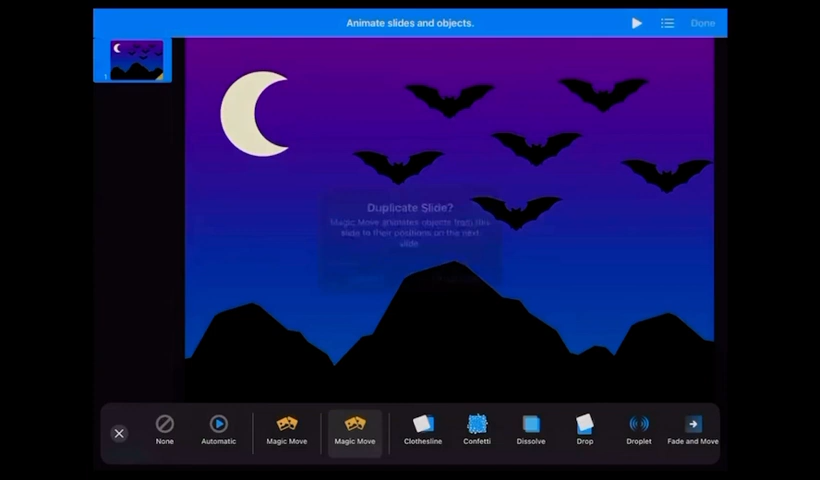 Animate slides and objects.
Done
1
Duplicate Slide?
Magic Move animates objects from this
slide to their positions on the next
slide.
None
Automatic
Magic Move
Magic Move
Clothesline
Confetti
Dissolve
Drop
Droplet
Fade and Move